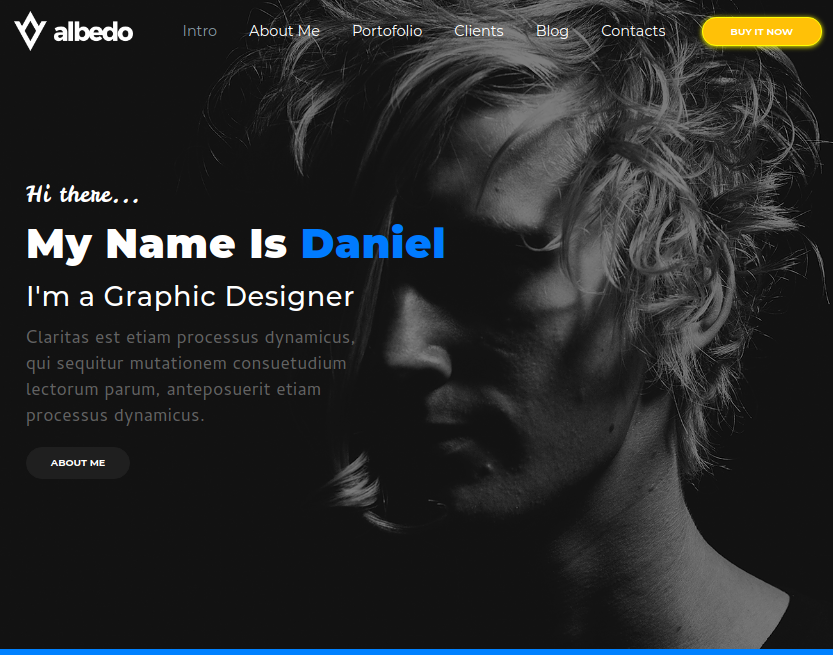 albedo
Intro About Me Portofolio Clients Blog Contacts BUY IT NOW
Hi there...
My Name Is Daniel
I'm a Graphic Designer
Claritas est etiam processus dynamicus,
qui sequitur mutationem consuetudium
lectorum parum, anteposuerit etiam
processus dynamicus.
ABOUT ME